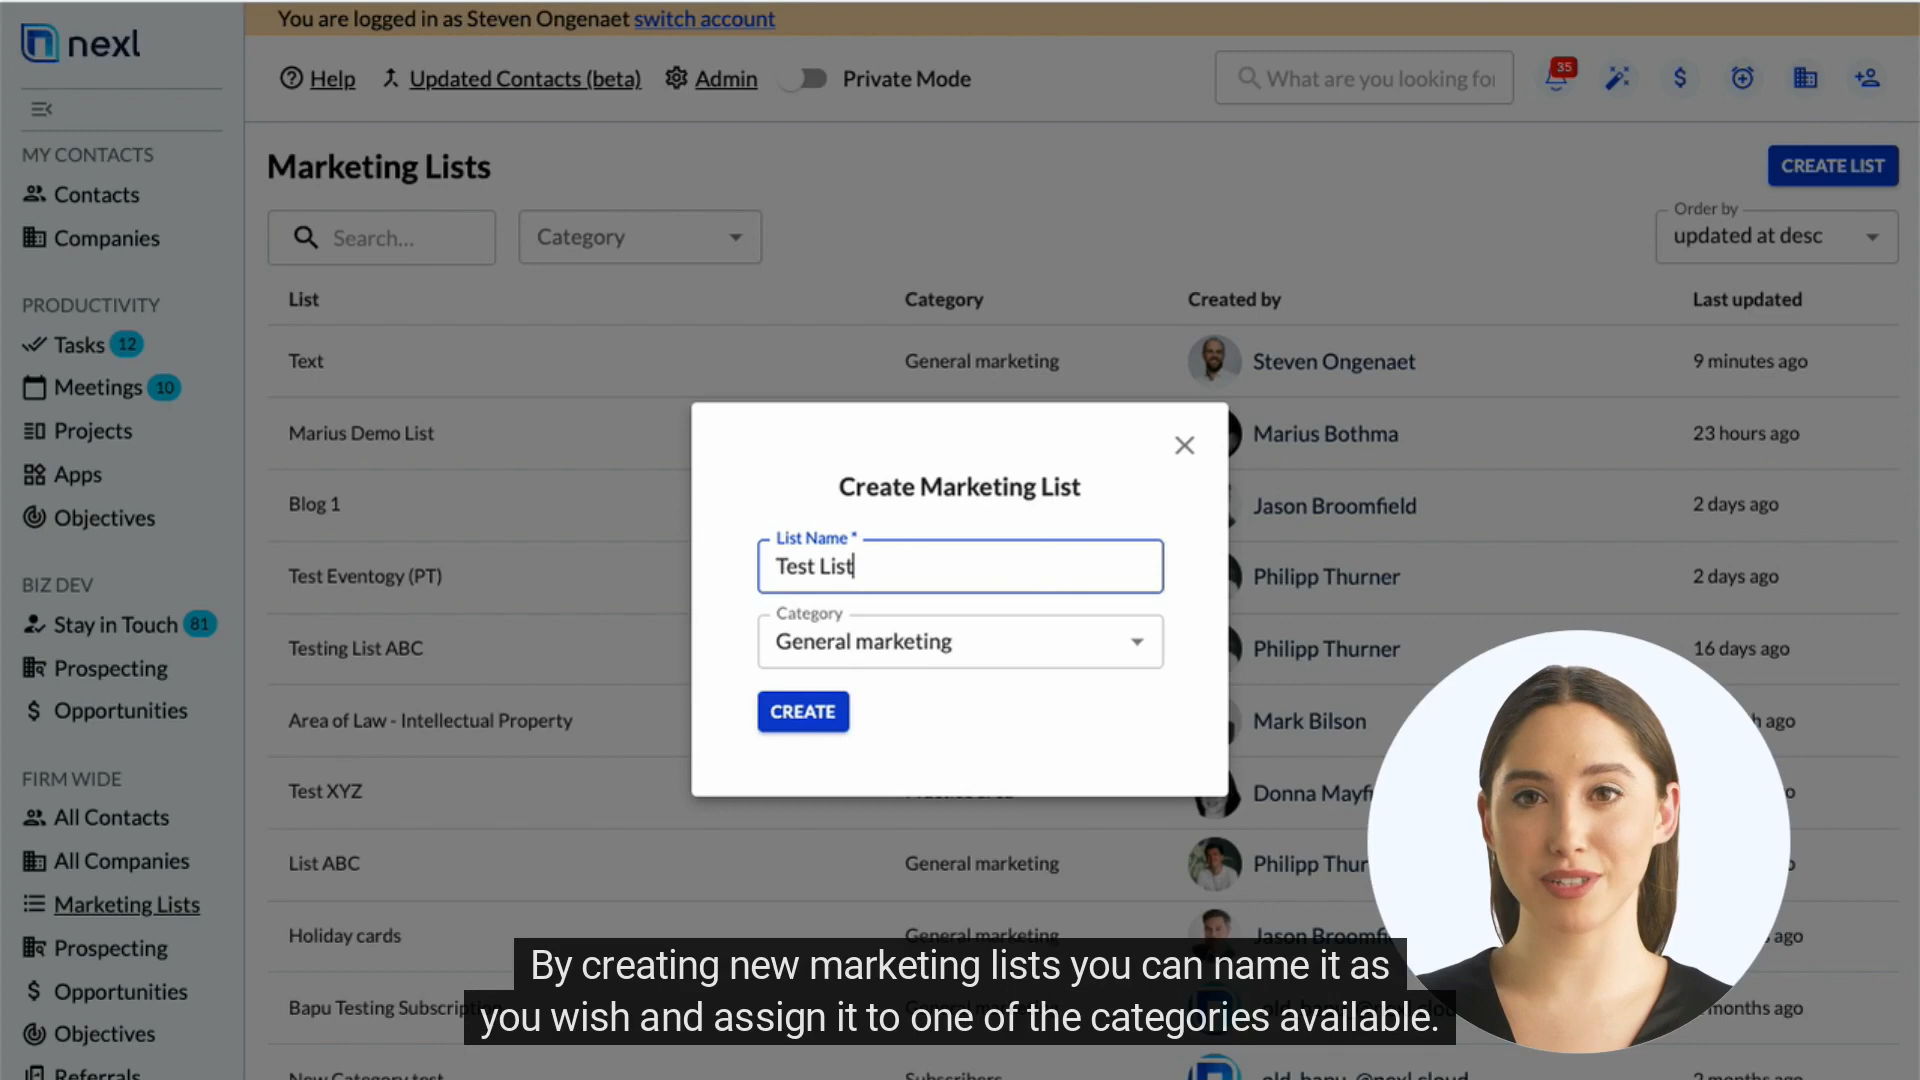 You are logged in as Steven Ongenaet switch account
nexl
Help
Updated Contacts (beta)
Admin
Private Mode
What are you looking for
35
MY CONTACTS
Contacts
Companies
PRODUCTIVITY
Tasks 12
Meetings 10
Projects
Apps
Objectives
BIZ DEV
Stay in Touch 81
Prospecting
Opportunities
FIRM WIDE
All Contacts
All Companies
Marketing Lists
Prospecting
Opportunities
Objectives
Referrals
Marketing Lists
CREATE LIST
Search...
Category
Order by
updated at desc
List Category Created by Last updated
Text General marketing Steven Ongenaet 9 minutes ago
Marius Demo List Marius Bothma 23 hours ago
Blog 1 Jason Broomfield 2 days ago
Test Eventogy (PT) Philipp Thurner 2 days ago
Testing List ABC Philipp Thurner 16 days ago
Area of Law - Intellectual Property Mark Bilson ago
Test XYZ Donna Mayfi
List ABC General marketing Philipp Thur
Holiday cards General marketing Jason Broomfi ago
Bapu Testing Subscription months ago
New Category test Subscribers old_bapu_@nexl.cloud 2 months ago
Create Marketing List
List Name *
Test List
Category
General marketing
CREATE
By creating new marketing lists you can name it as
you wish and assign it to one of the categories available.